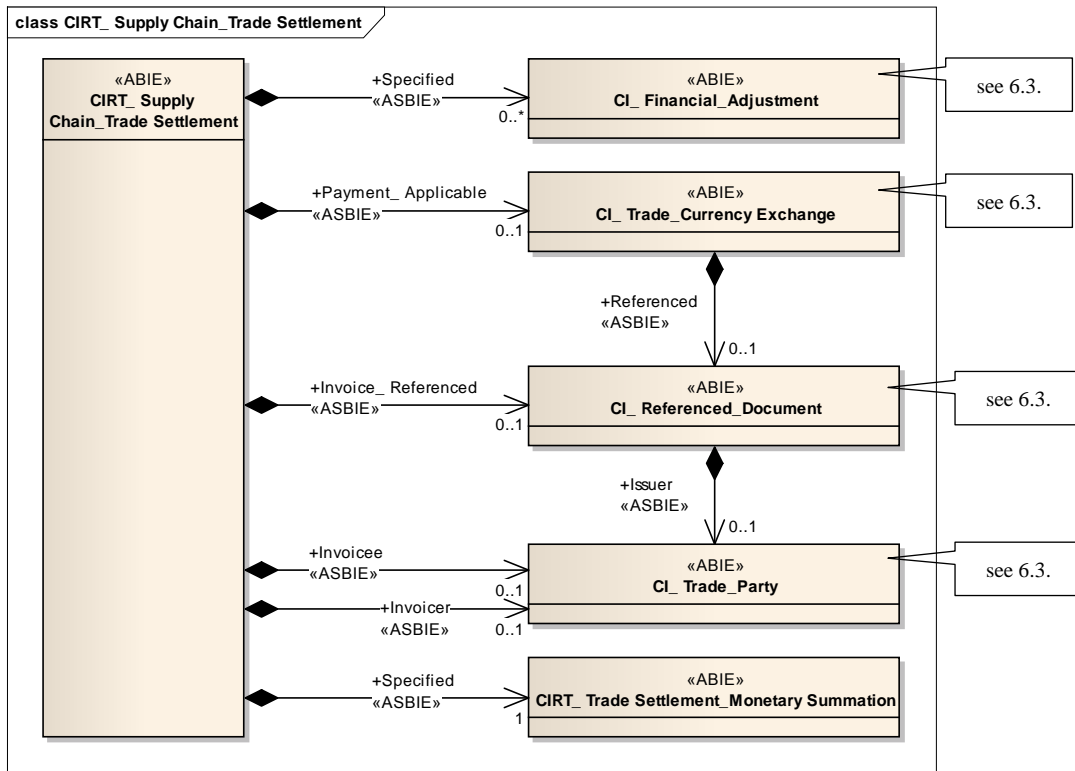 class CIRT_ Supply Chain_Trade Settlement
«ABIE»
CIRT_ Supply
Chain_Trade Settlement
+Specified
«ASBIE»
0..*
«ABIE»
CI_ Financial_Adjustment
see 6.3.
+Payment_ Applicable
«ASBIE»
0..1
«ABIE»
CI_ Trade_Currency Exchange
see 6.3.
+Referenced
«ASBIE»
0..1
+Invoice_ Referenced
«ASBIE»
0..1
«ABIE»
CI_ Referenced_Document
see 6.3.
+Issuer
«ASBIE»
0..1
+Invoicee
«ASBIE»
0..1
+Invoicer
«ASBIE»
0..1
«ABIE»
CI_ Trade_Party
see 6.3.
+Specified
«ASBIE»
1
«ABIE»
CIRT_ Trade Settlement_Monetary Summation